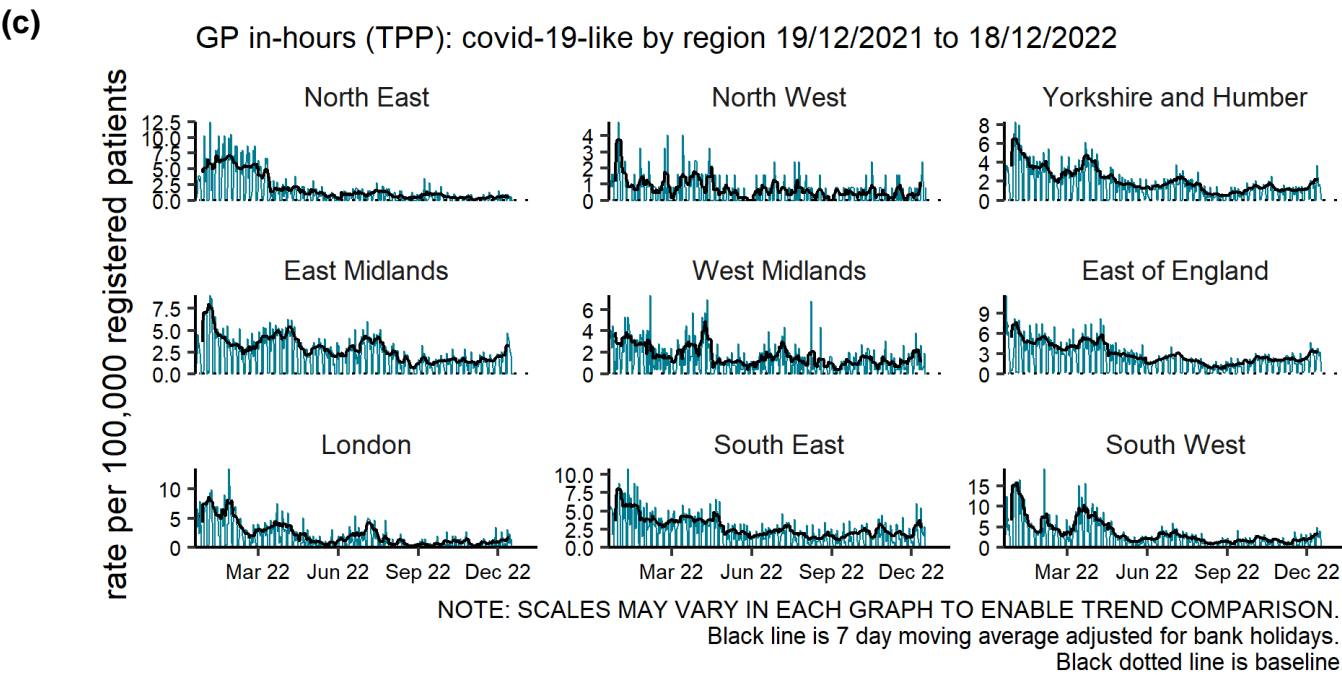 (c)
GP in-hours (TPP): covid-19-like by region 19/12/2021 to 18/12/2022
rate per 100,000 registered patients
North East
12.5
10.0
7.5
5.0
2.5
0.0
North West
4
3
2
2
1
0
Yorkshire and Humber
8
6
4
2
0
East Midlands
7.5
5.0
2.5
0.0
West Midlands
6
4
2
0
East of England
9
6
3
0
London
10
5
0
South East
10.0
7.5
5.0
2.5
0.0
South West
15
10
5
0
Mar 22 Jun 22 Sep 22 Dec 22
Mar 22 Jun 22 Sep 22 Dec 22
Mar 22 Jun 22 Sep 22 Dec 22
NOTE: SCALES MAY VARY IN EACH GRAPH TO ENABLE TREND COMPARISON.
Black line is 7 day moving average adjusted for bank holidays.
Black dotted line is baseline